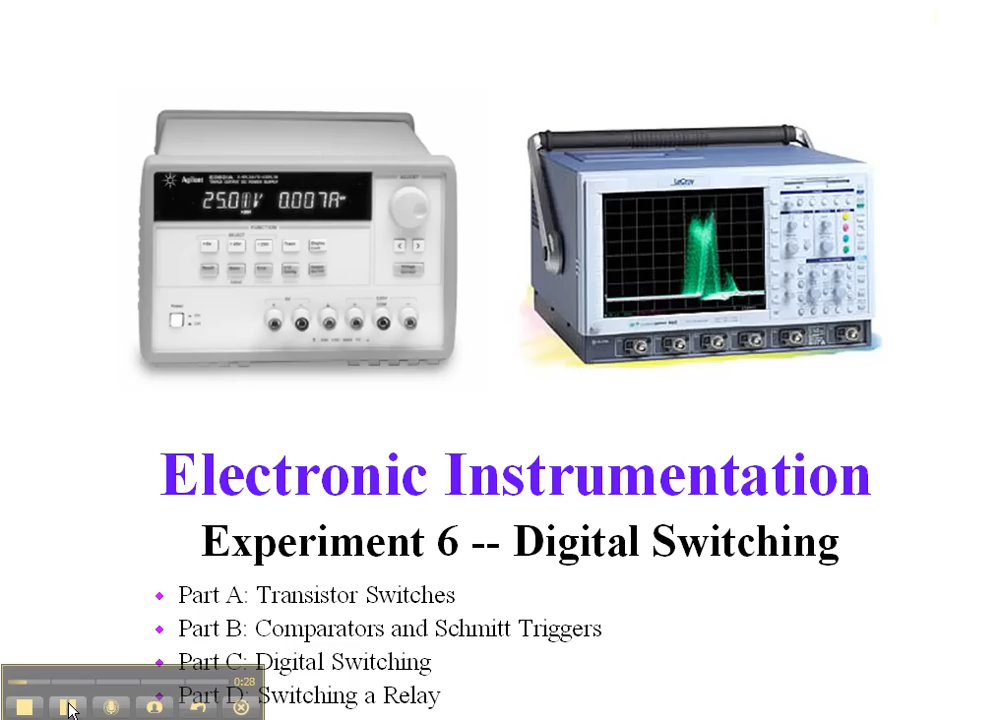 Agilent
25.01V 0.007A
FUNCTION
LeCroy
Electronic Instrumentation
Experiment 6 -- Digital Switching
Part A: Transistor Switches
Part B: Comparators and Schmitt Triggers
Part C: Digital Switching
0:28
Part D: Switching a Relay